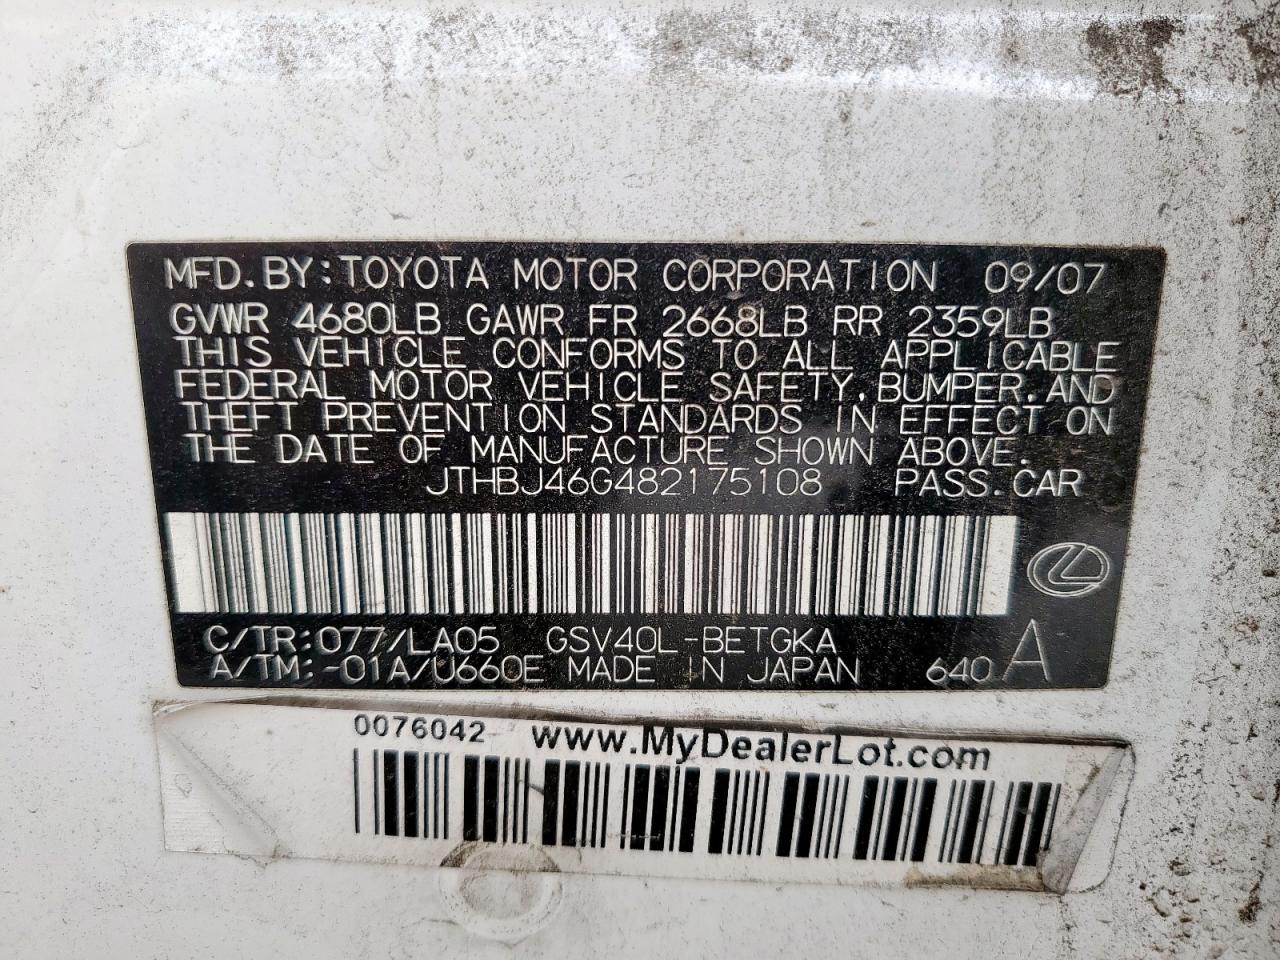 MFD.BY:TOYOTA MOTOR CORPORATION 09/07
GVWR 4680LB GAWR FR 2668LB RR 2359LB
THIS VEHICLE CONFORMS TO ALL APPLICABLE
FEDERAL MOTOR VEHICLE SAFETY,BUMPER,AND
THEFT PREVENTION STANDARDS IN EFFECT ON
THE DATE OF MANUFACTURE SHOWN ABOVE.
JTHBJ46G482175108 PASS.CAR
C/TR:077/LA05 GSV40L-BETGKA
A/TM:-01A/U660E MADE IN JAPAN 640 A
0076042 www.MyDealerLot.com